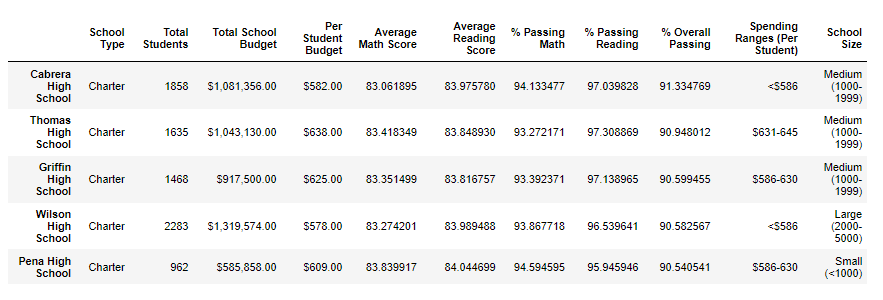 School Type Total Students Total School Budget Per Student Budget Average Math Score Average Reading Score % Passing Math % Passing Reading % Overall Passing Spending Ranges (Per Student) School Size
Cabrera High School Charter 1858 $1,081,356.00 $582.00 83.061895 83.975780 94.133477 97.039828 91.334769 <$586 Medium (1000-1999)
Thomas High School Charter 1635 $1,043,130.00 $638.00 83.418349 83.848930 93.272171 97.308869 90.948012 $631-645 Medium (1000-1999)
Griffin High School Charter 1468 $917,500.00 $625.00 83.351499 83.816757 93.392371 97.138965 90.599455 $586-630 Medium (1000-1999)
Wilson High School Charter 2283 $1,319,574.00 $578.00 83.274201 83.989488 93.867718 96.539641 90.582567 <$586 Large (2000-5000)
Pena High School Charter 962 $585,858.00 $609.00 83.839917 84.044699 94.594595 95.945946 90.540541 $586-630 Small (<1000)